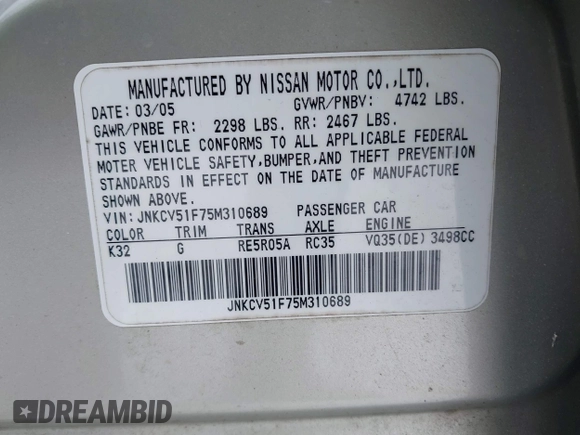 MANUFACTURED BY NISSAN MOTOR CO.,LTD.
DATE: 03/05 GVWR/PNBV: 4742 LBS.
GAWR/PNBE FR: 2298 LBS. RR: 2467 LBS.
THIS VEHICLE CONFORMS TO ALL APPLICABLE FEDERAL
MOTOR VEHICLE SAFETY,BUMPER,AND THEFT PREVENTION
STANDARDS IN EFFECT ON THE DATE OF MANUFACTURE
SHOWN ABOVE.
VIN: JNKCV51F75M310689 PASSENGER CAR
COLOR TRIM TRANS AXLE ENGINE
K32 G RE5R05A RC35 VQ35(DE) 3498CC
JNKCV51F75M310689
DREAMBID